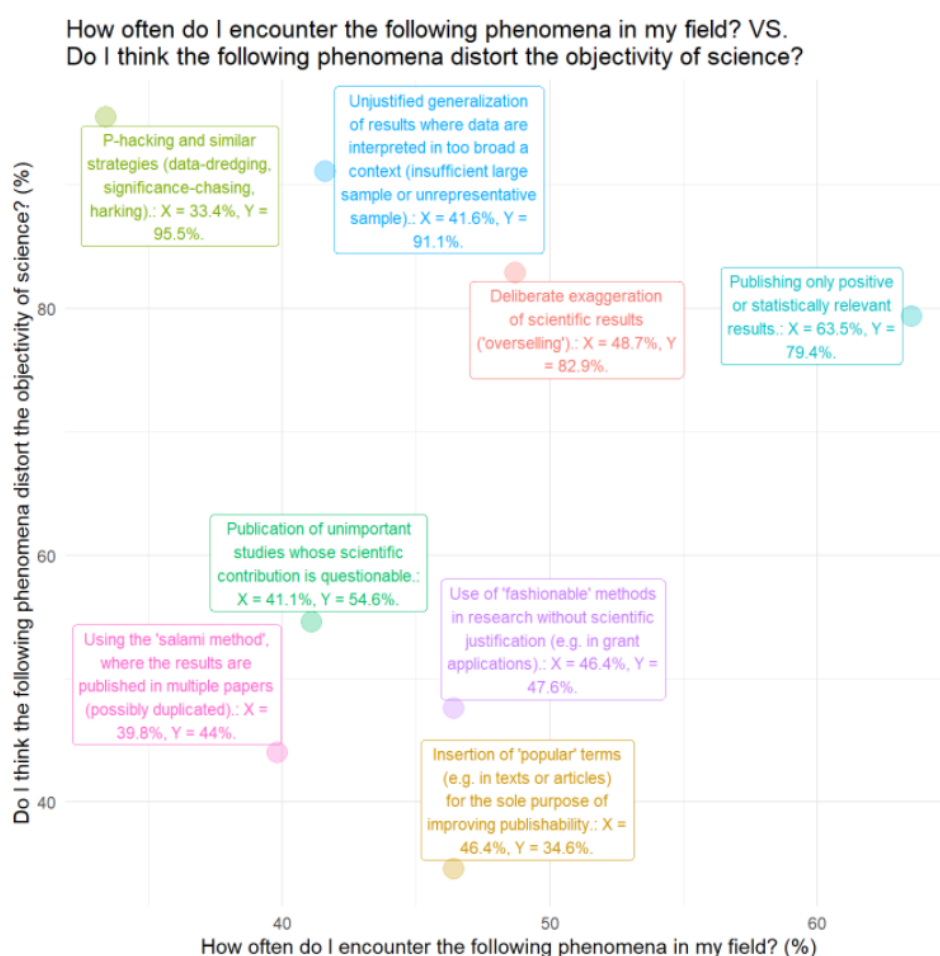 How often do I encounter the following phenomena in my field? VS.
Do I think the following phenomena distort the objectivity of science?
Do I think the following phenomena distort the objectivity of science? (%)
80
60
40
P-hacking and similar
strategies (data-dredging,
significance-chasing,
harking).: X = 33.4%, Y =
95.5%.
Unjustified generalization
of results where data are
interpreted in too broad a
context (insufficient large
sample or unrepresentative
sample).: X = 41.6%, Y =
91.1%.
Deliberate exaggeration
of scientific results
('overselling').: X = 48.7%, Y
= 82.9%.
Publishing only positive
or statistically relevant
results.: X = 63.5%, Y =
79.4%.
Publication of unimportant
studies whose scientific
contribution is questionable.:
X = 41.1%, Y = 54.6%.
Use of 'fashionable' methods
in research without scientific
justification (e.g. in grant
applications).: X = 46.4%, Y =
47.6%.
Using the 'salami method',
where the results are
published in multiple papers
(possibly duplicated).: X =
39.8%, Y = 44%.
Insertion of 'popular' terms
(e.g. in texts or articles)
for the sole purpose of
improving publishability.: X =
46.4%, Y = 34.6%.
40
50
60
How often do I encounter the following phenomena in my field? (%)